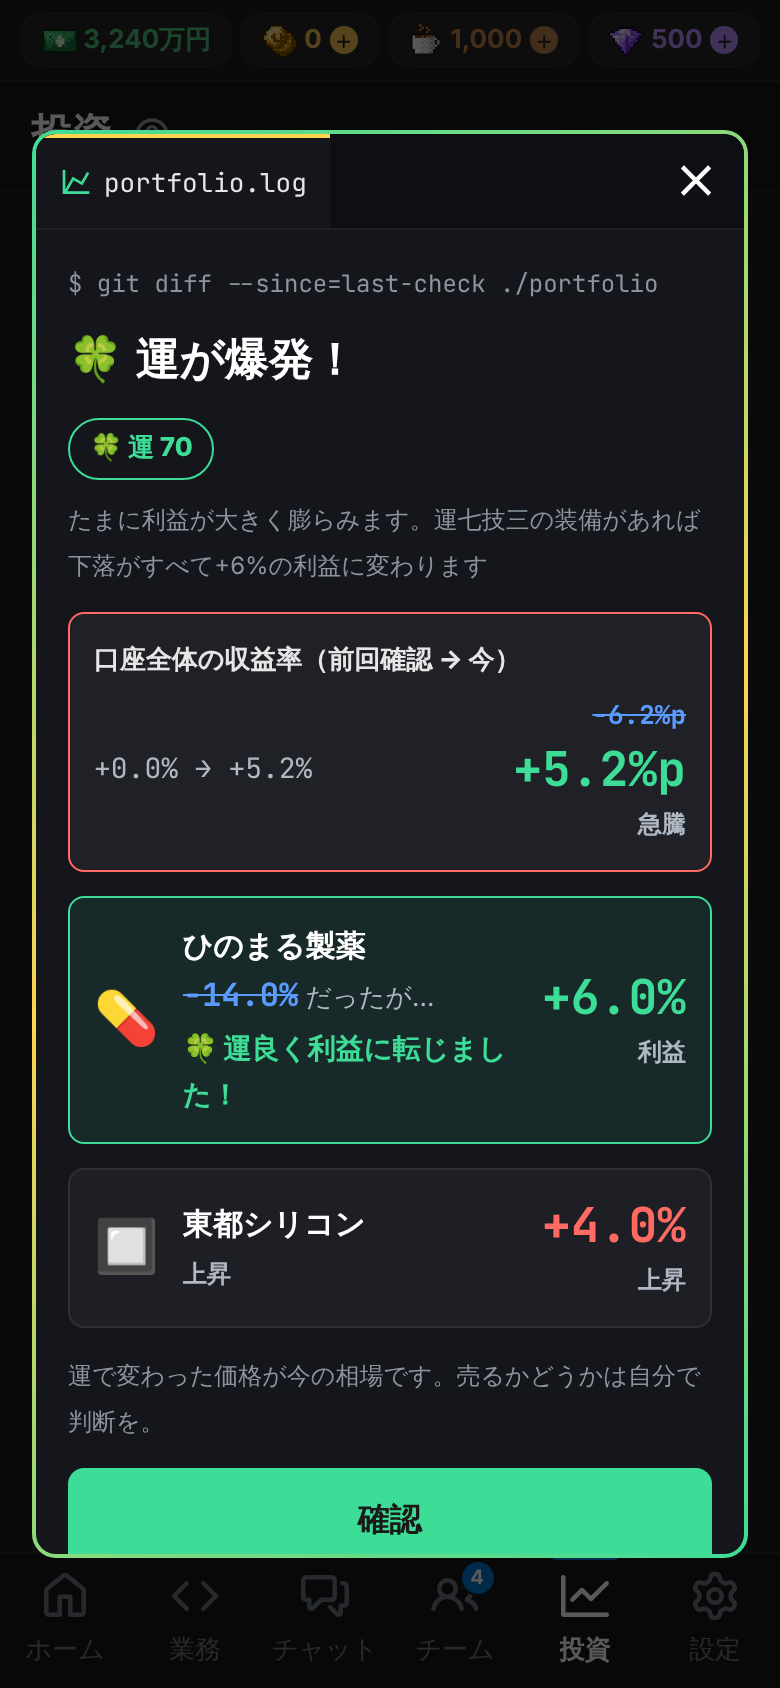 3,240万円 0 + 1,000 + 500 +
投資
portfolio.log
$ git diff --since=last-check ./portfolio
🍀 運が爆発！
🍀 運 70
たまに利益が大きく膨らみます。運七技三の装備があれば
下落がすべて+6%の利益に変わります
口座全体の収益率（前回確認 → 今）
-6.2%p
+0.0% → +5.2%
+5.2%p
急騰
ひのまる製薬
-14.0% だったが…
🍀 運良く利益に転じまし
た！
+6.0%
利益
東都シリコン
上昇
+4.0%
上昇
運で変わった価格が今の相場です。売るかどうかは自分で
判断を。
確認
4
ホーム 業務 チャット チーム 投資 設定